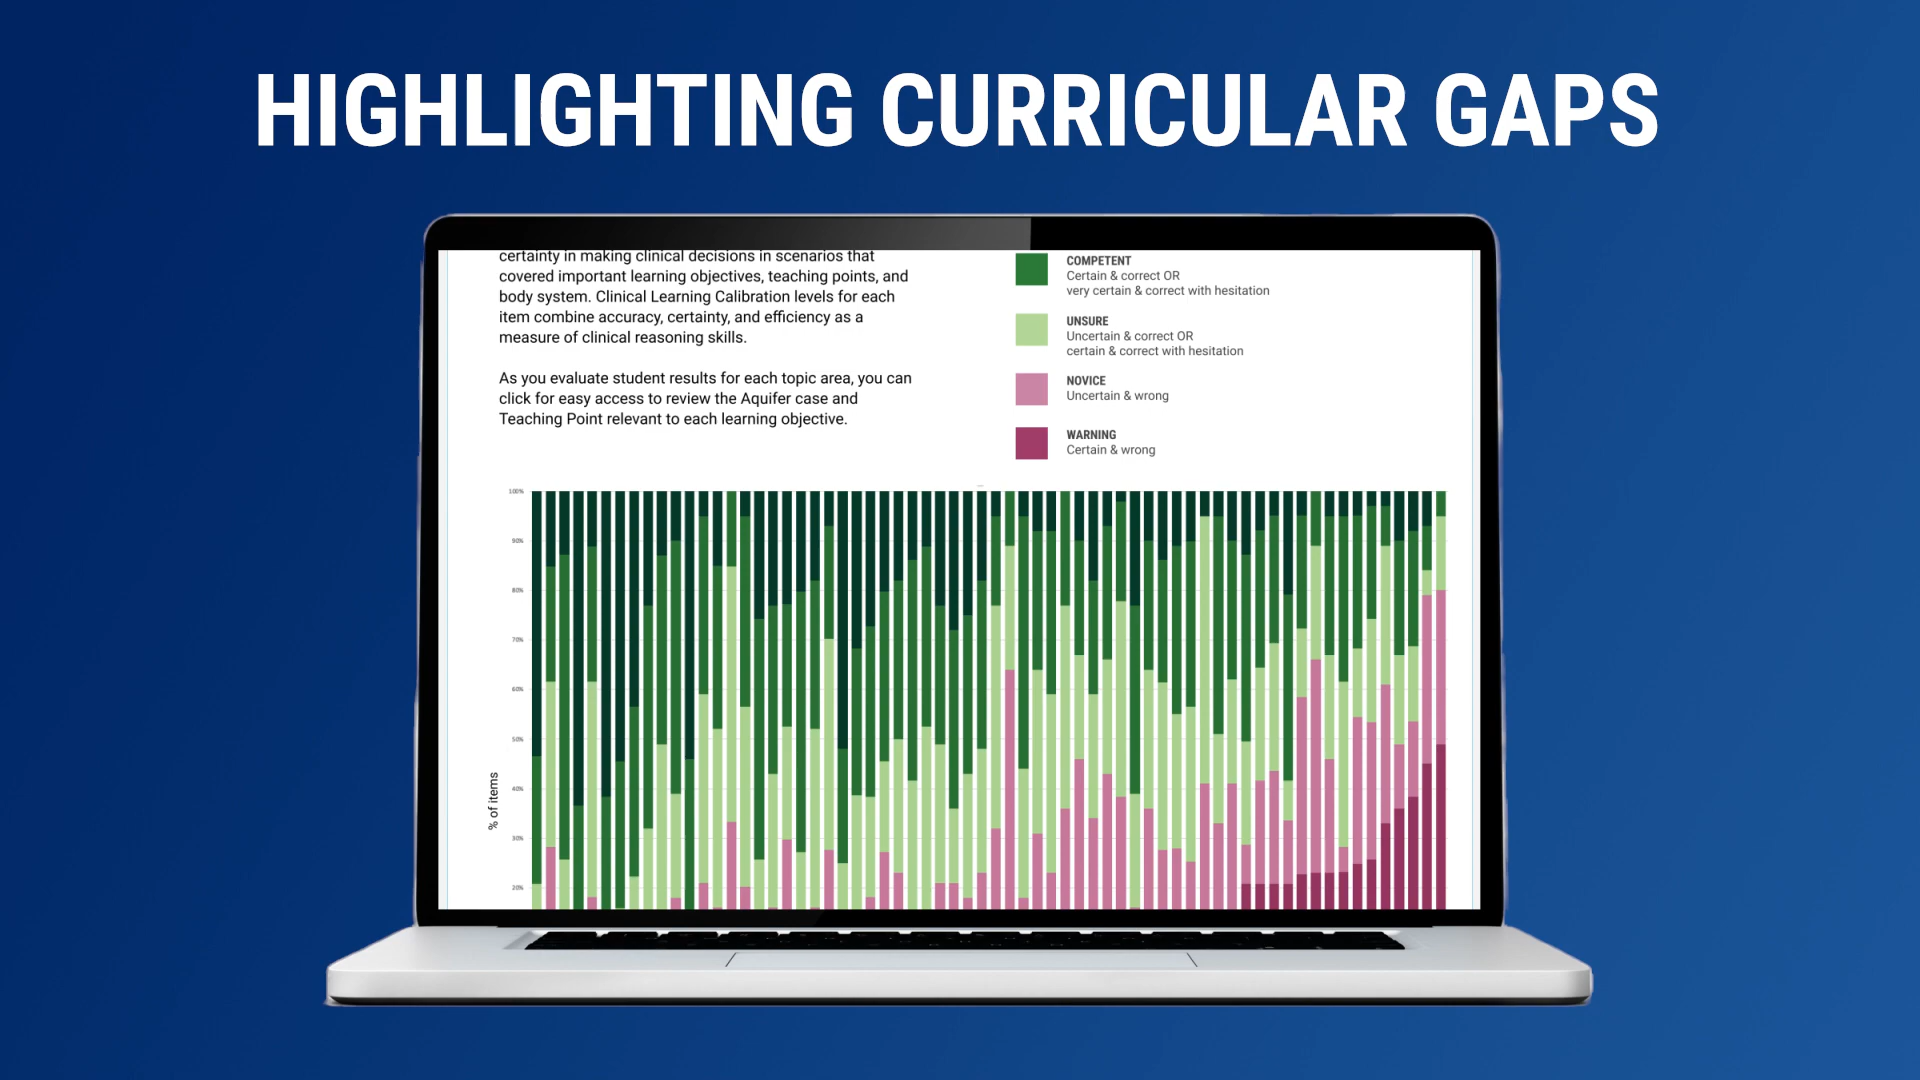 HIGHLIGHTING CURRICULAR GAPS
certainty in making clinical decisions in scenarios that
covered important learning objectives, teaching points, and
body system. Clinical Learning Calibration levels for each
item combine accuracy, certainty, and efficiency as a
measure of clinical reasoning skills.
As you evaluate student results for each topic area, you can
click for easy access to review the Aquifer case and
Teaching Point relevant to each learning objective.
COMPETENT
Certain & correct OR
very certain & correct with hesitation
UNSURE
Uncertain & correct OR
certain & correct with hesitation
NOVICE
Uncertain & wrong
WARNING
Certain & wrong
100%
90%
80%
70%
60%
50%
40%
30%
20%
% of items